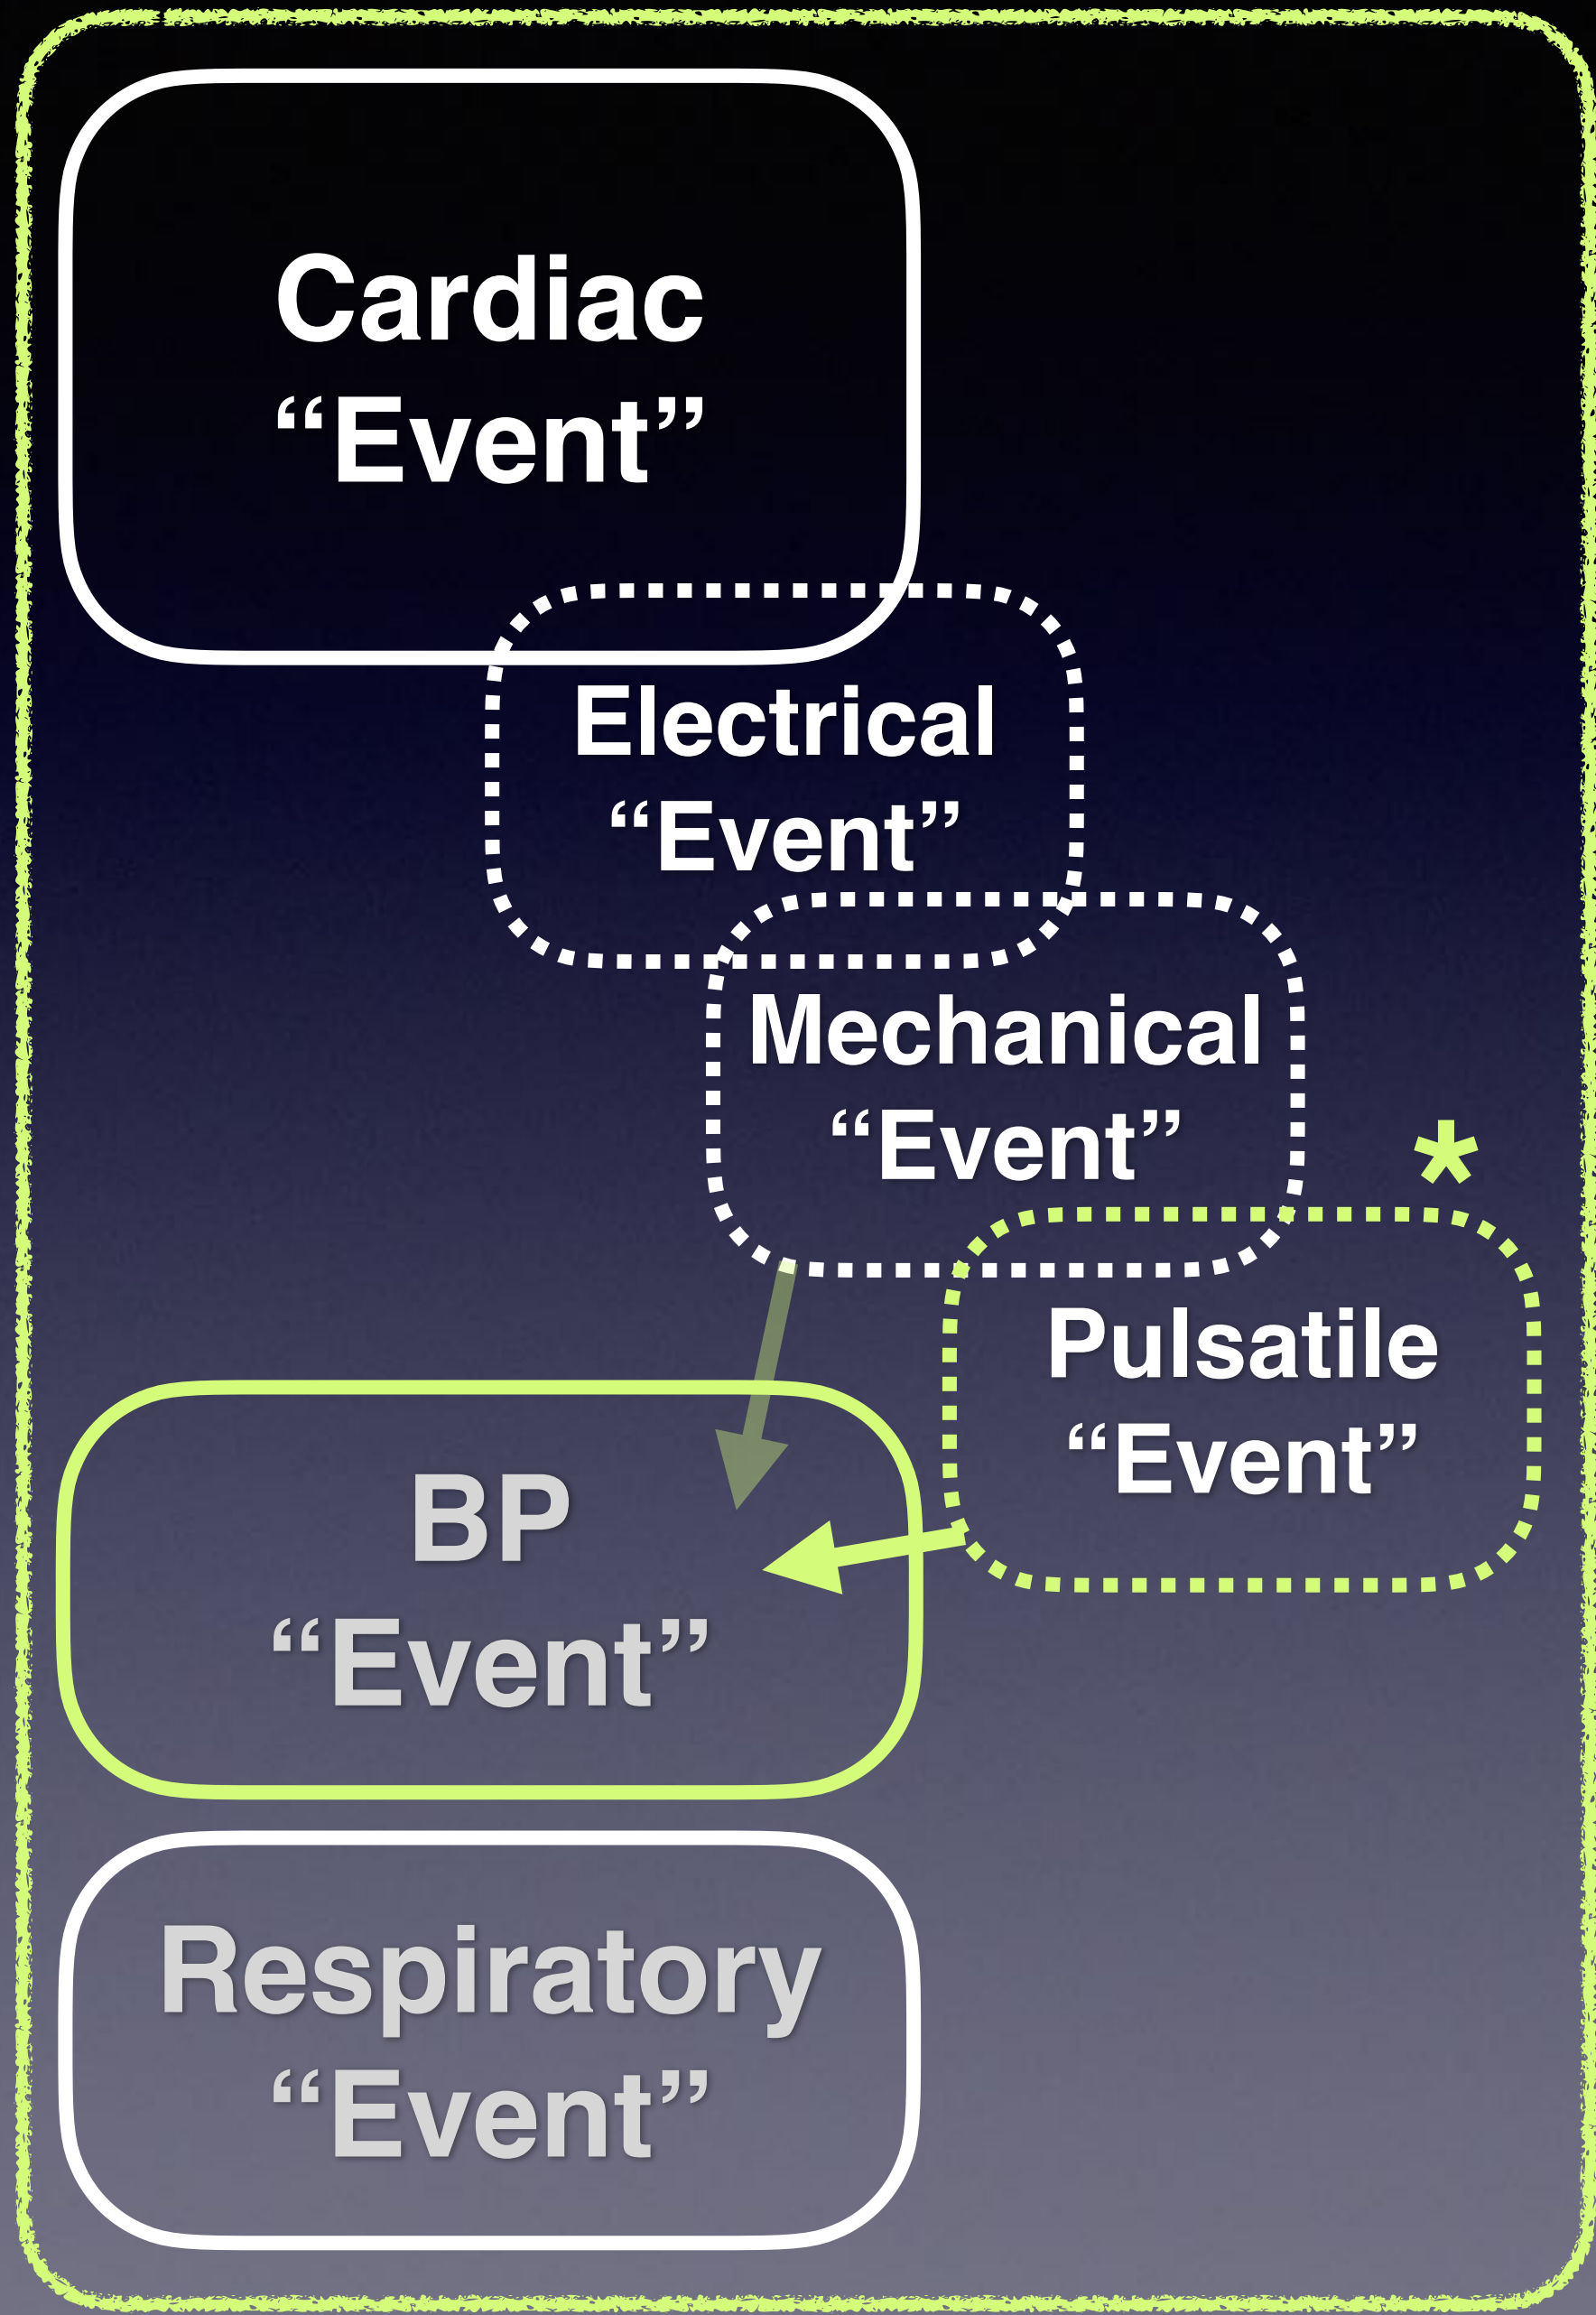 Cardiac
“Event”
Electrical
“Event”
Mechanical
“Event”
*
Pulsatile
“Event”
BP
“Event”
Respiratory
“Event”